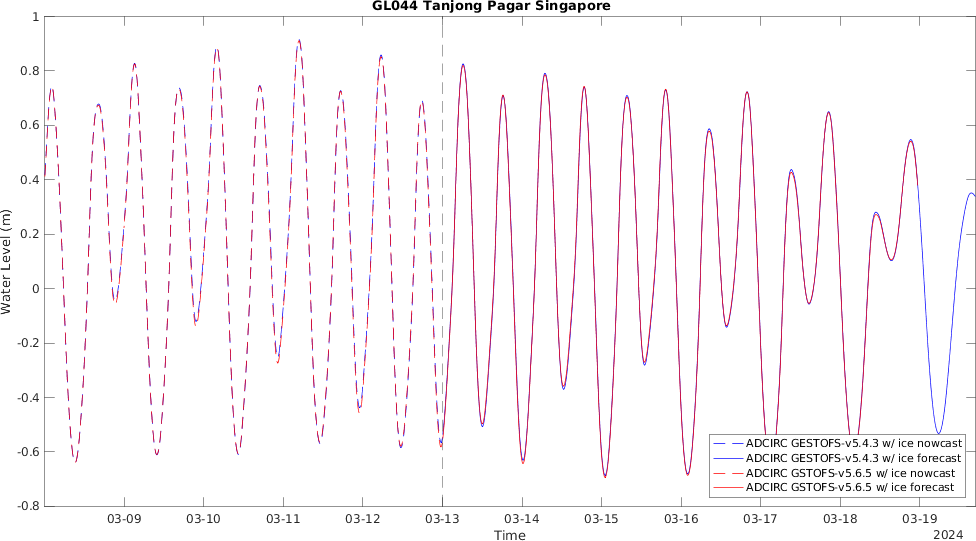 GL044 Tanjong Pagar Singapore
1
0.8
0.6
0.4
0.2
0
-0.2
-0.4
-0.6
-0.8
Water Level (m)
ADCIRC GESTOFS-v5.4.3 w/ ice nowcast
ADCIRC GESTOFS-v5.4.3 w/ ice forecast
ADCIRC GSTOFS-v5.6.5 w/ ice nowcast
ADCIRC GSTOFS-v5.6.5 w/ ice forecast
03-09 03-10 03-11 03-12 03-13 03-14 03-15 03-16 03-17 03-18 03-19
Time
2024